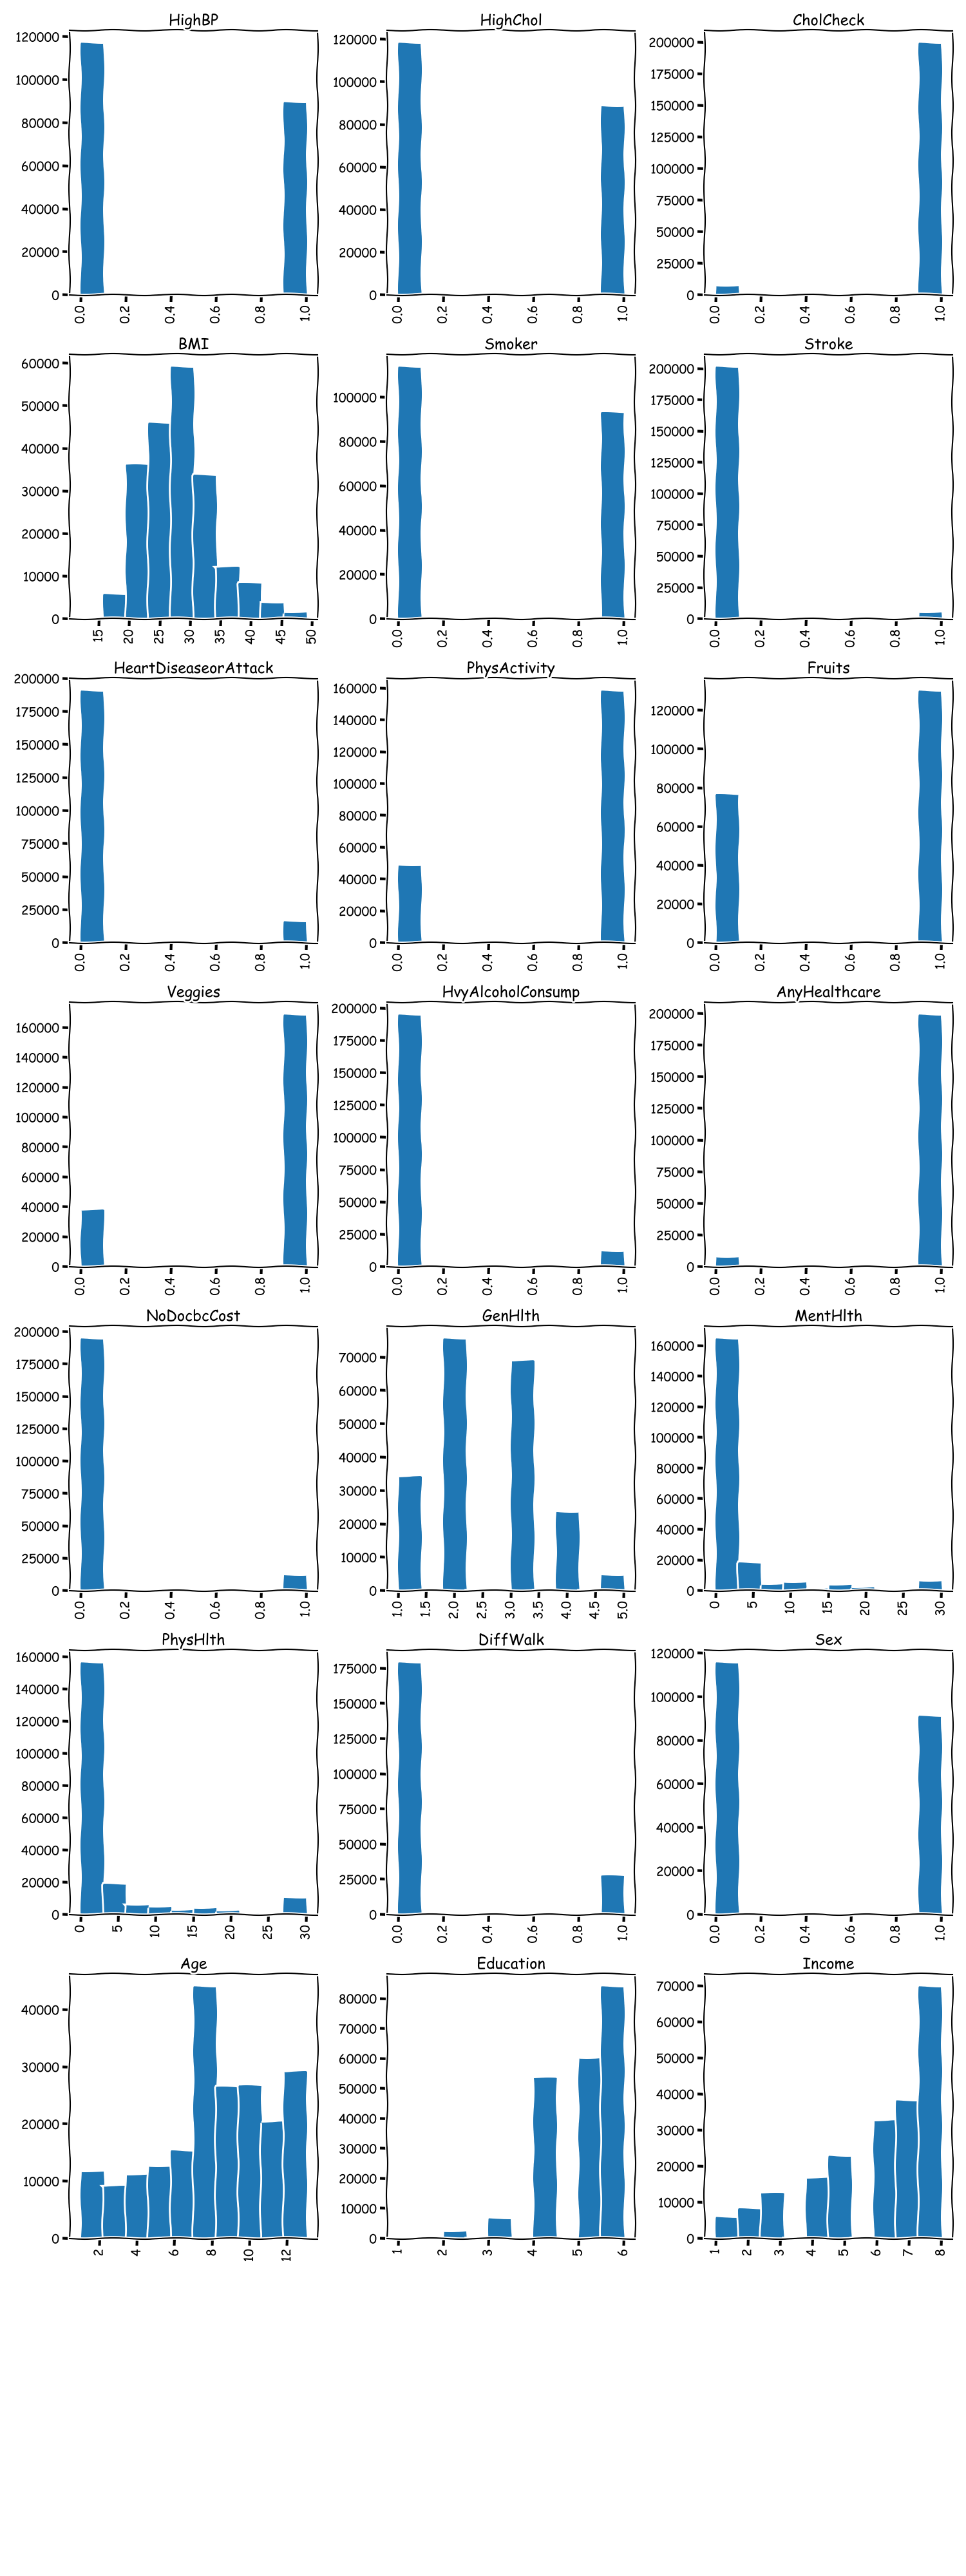 HighBP HighChol CholCheck
120000 120000 200000
100000 100000 175000
80000 80000 150000
60000 60000 125000
40000 40000 100000
20000 20000 75000
0 0 50000
25000
0
0.0 0.2 0.4 0.6 0.8 1.0 0.0 0.2 0.4 0.6 0.8 1.0 0.0 0.2 0.4 0.6 0.8 1.0
BMI Smoker Stroke
60000 100000 200000
50000 80000 175000
40000 60000 150000
30000 40000 125000
20000 20000 100000
10000 0 75000
0 50000
25000
0
15 20 25 30 35 40 45 50 0.0 0.2 0.4 0.6 0.8 1.0 0.0 0.2 0.4 0.6 0.8 1.0
HeartDiseaseorAttack PhysActivity Fruits
200000 160000 120000
175000 140000 100000
150000 120000 80000
125000 100000 60000
100000 80000 40000
75000 60000 20000
50000 40000 0
25000 20000
0 0
0.0 0.2 0.4 0.6 0.8 1.0 0.0 0.2 0.4 0.6 0.8 1.0 0.0 0.2 0.4 0.6 0.8 1.0
Veggies HvyAlcoholConsump AnyHealthcare
160000 200000 200000
140000 175000 175000
120000 150000 150000
100000 125000 125000
80000 100000 100000
60000 75000 75000
40000 50000 50000
20000 25000 25000
0 0 0
0.0 0.2 0.4 0.6 0.8 1.0 0.0 0.2 0.4 0.6 0.8 1.0 0.0 0.2 0.4 0.6 0.8 1.0
NoDocbcCost GenHlth MentHlth
200000 70000 160000
175000 60000 140000
150000 50000 120000
125000 40000 100000
100000 30000 80000
75000 20000 60000
50000 10000 40000
25000 0 20000
0 0
0.0 0.2 0.4 0.6 0.8 1.0 1.0 1.5 2.0 2.5 3.0 3.5 4.0 4.5 5.0 0 5 10 15 20 25 30
PhysHlth DiffWalk Sex
160000 175000 120000
140000 150000 100000
120000 125000 80000
100000 100000 60000
80000 75000 40000
60000 50000 20000
40000 25000 0
20000 0
0
0 5 10 15 20 25 30 0.0 0.2 0.4 0.6 0.8 1.0 0.0 0.2 0.4 0.6 0.8 1.0
Age Education Income
40000 80000 70000
30000 70000 60000
20000 60000 50000
10000 50000 40000
0 40000 30000
30000 20000
20000 10000
10000 0
0
2 4 6 8 10 12 1 2 3 4 5 6 1 2 3 4 5 6 7 8